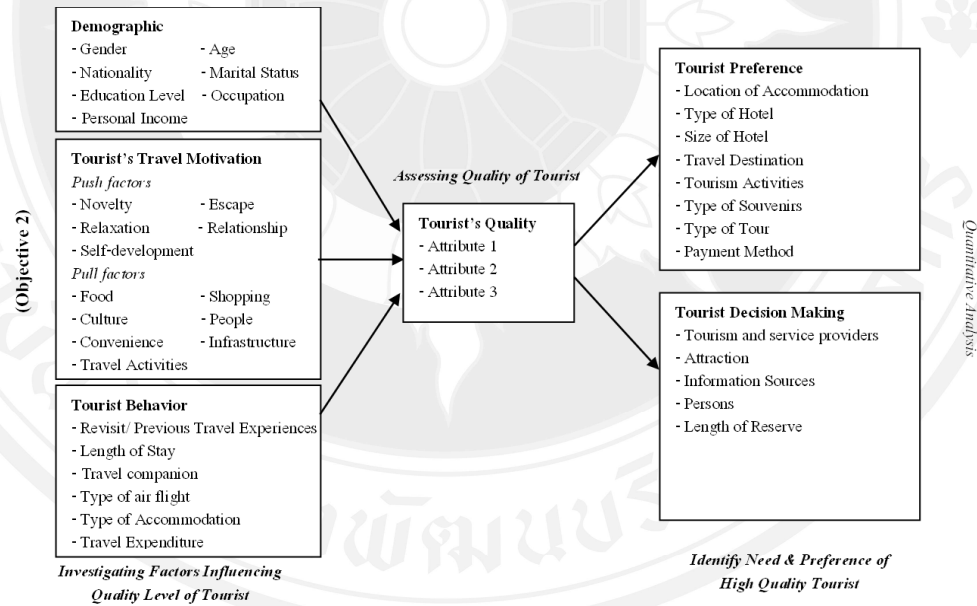 (Objective 2)
Demographic
- Gender - Age
- Nationality - Marital Status
- Education Level - Occupation
- Personal Income
Tourist's Travel Motivation
Push factors
- Novelty - Escape
- Relaxation - Relationship
- Self-development
Pull factors
- Food - Shopping
- Culture - People
- Convenience - Infrastructure
- Travel Activities
Tourist Behavior
- Revisit/ Previous Travel Experiences
- Length of Stay
- Travel companion
- Type of air flight
- Type of Accommodation
- Travel Expenditure
Investigating Factors Influencing
Quality Level of Tourist
Assessing Quality of Tourist
Tourist's Quality
- Attribute 1
- Attribute 2
- Attribute 3
Tourist Preference
- Location of Accommodation
- Type of Hotel
- Size of Hotel
- Travel Destination
- Tourism Activities
- Type of Souvenirs
- Type of Tour
- Payment Method
Tourist Decision Making
- Tourism and service providers
- Attraction
- Information Sources
- Persons
- Length of Reserve
Identify Need & Preference of
High Quality Tourist
Quantitative Analysis